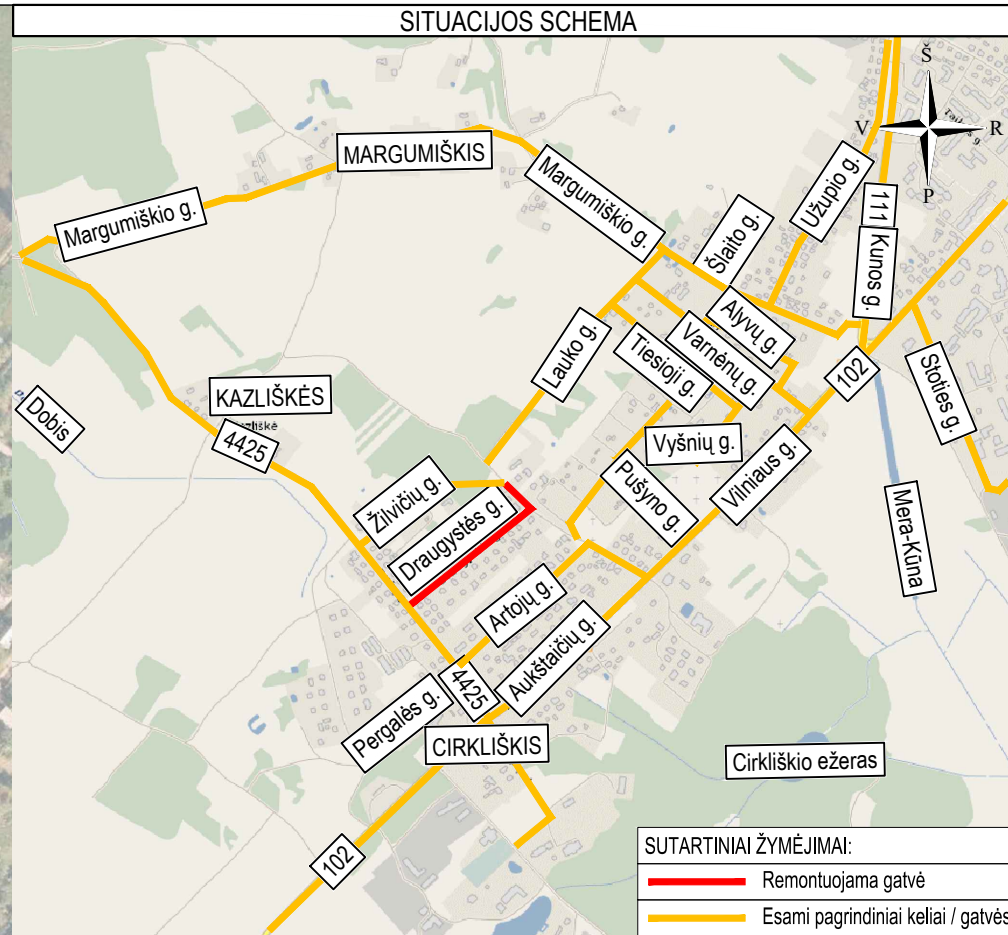 SITUACIJOS SCHEMA
Š
V
R
P
MARGUMIŠKIS
Margumiškio g.
Margumiškio g.
Šlaito g.
Užupio g.
111
Kunos g.
Alyvų g.
Varnėnų g.
Tiesioji g.
Lauko g.
102
Stoties g.
KAZLIŠKĖS
Dobis
4425
Vyšnių g.
Vilniaus g.
Pušyno g.
Žilvičių g.
Draugystės g.
Mera-Kūna
Artojų g.
Aukštaičių g.
4425
Pergalės g.
CIRKLIŠKIS
Cirkliškio ežeras
102
SUTARTINIAI ŽYMĖJIMAI:
Remontuojama gatvė
Esami pagrindiniai keliai / gatvės